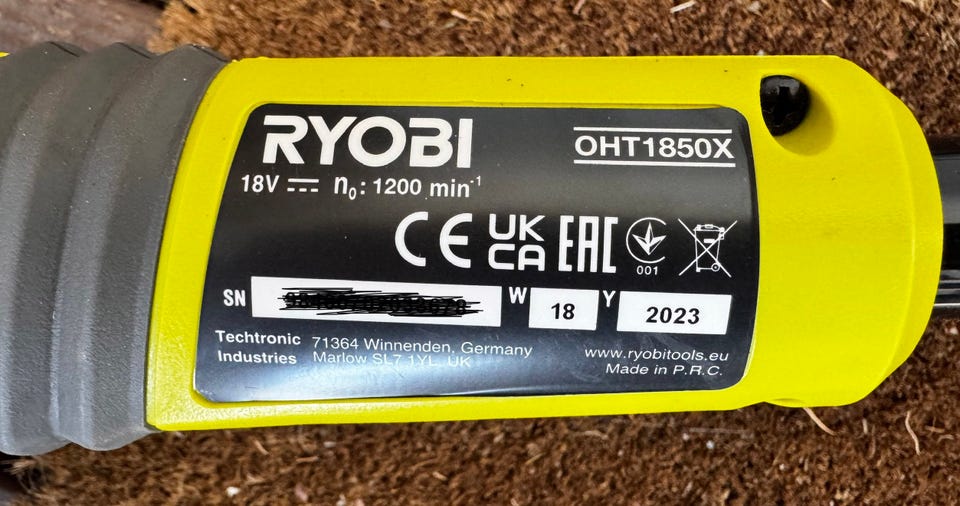 RYOBI
OHT1850X
18V n₀: 1200 min⁻¹
CE UK CA EAC
001
SN W 18 Y 2023
Techtronic Industries
71364 Winnenden, Germany
Marlow SL7 1YL, UK
www.ryobitools.eu
Made in P.R.C.